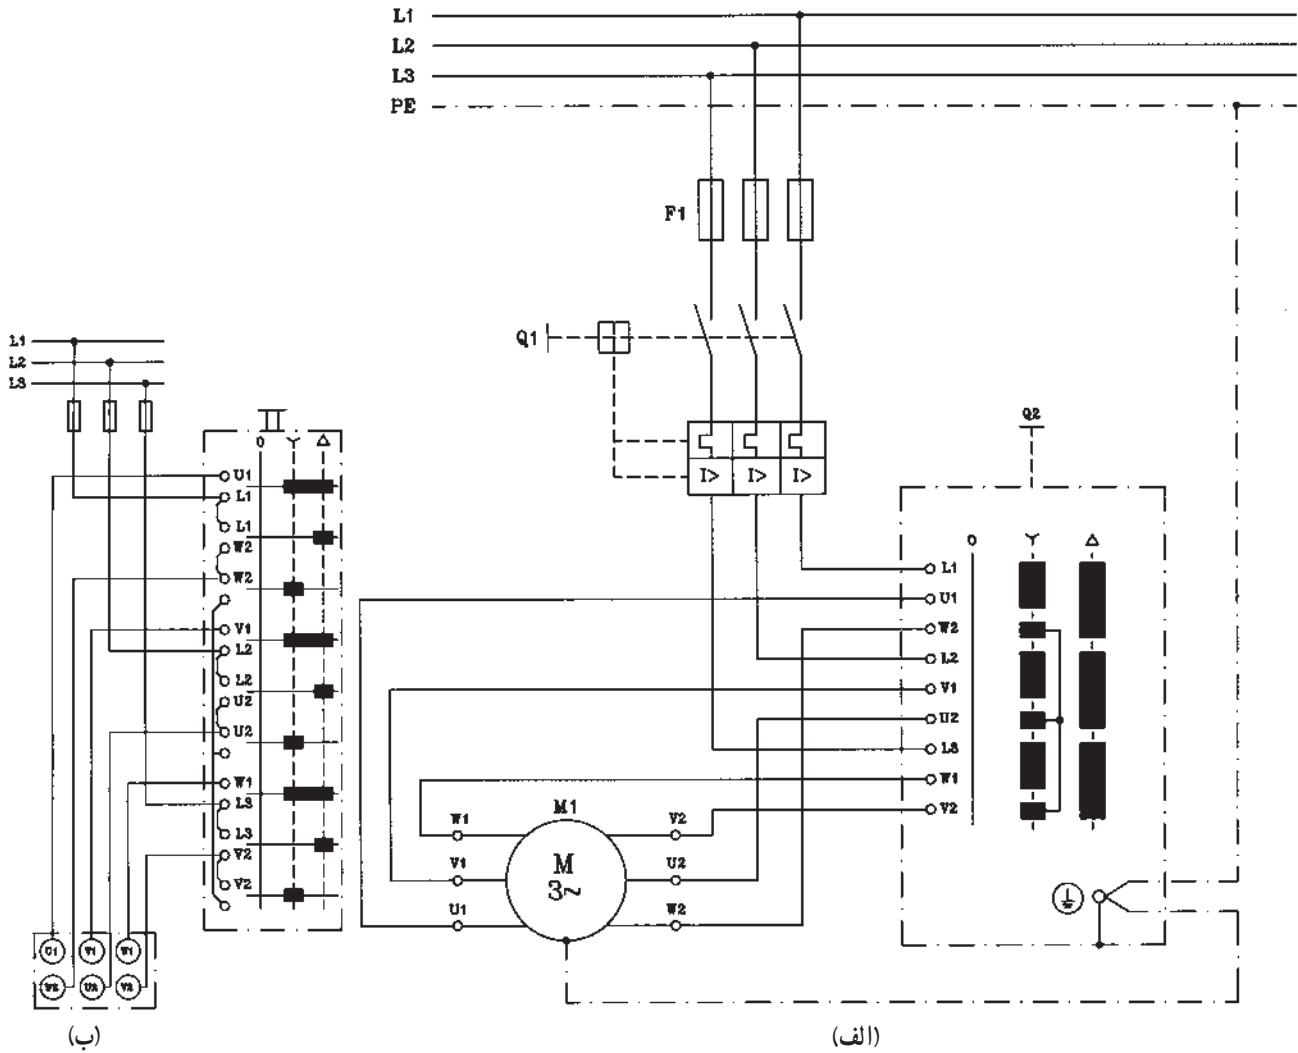 L1
L2
L3
PE
F1
Q1
I> I> I>
Q2
0 Y Δ
L1
U1
W2
L2
V1
U2
L3
W1
V2
M1
W1
V1
U1
M
3~
V2
U2
W2
(الف)
L1
L2
L3
II
0 Y Δ
U1
L1
L1
W2
W2
V1
L2
L2
U2
U2
W1
L3
L3
V2
V2
U1 V1 W1
W2 U2 V2
(ب)